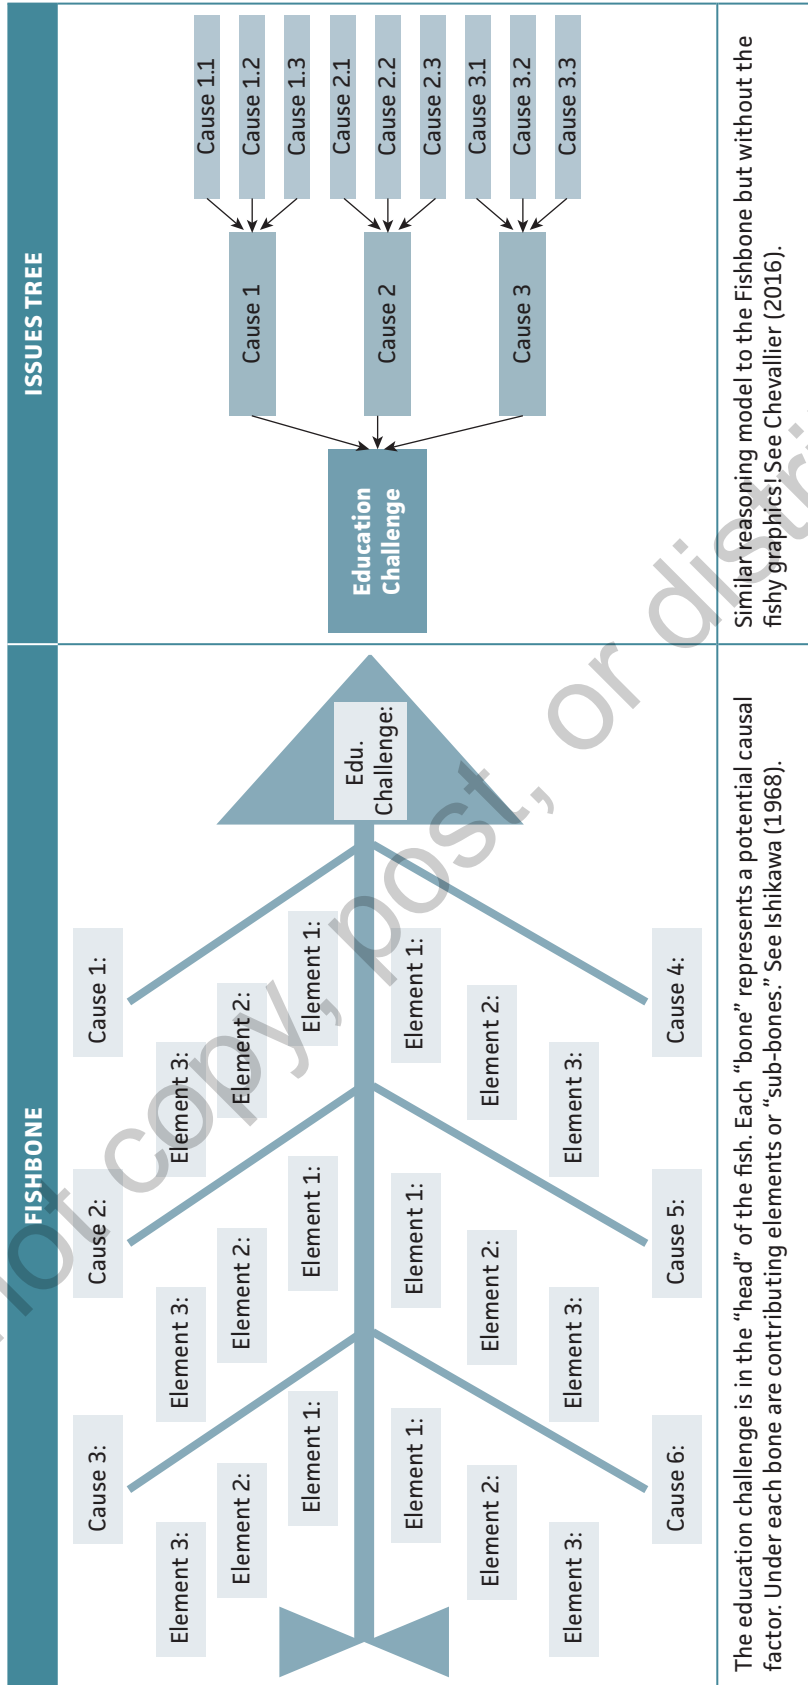 FISHBONE
Cause 3:
Cause 2:
Cause 1:
Element 3:
Element 3:
Element 3:
Element 2:
Element 2:
Element 2:
Element 1:
Element 1:
Element 1:
Edu.
Challenge:
Element 1:
Element 1:
Element 1:
Element 2:
Element 2:
Element 2:
Element 3:
Element 3:
Element 3:
Cause 6:
Cause 5:
Cause 4:
The education challenge is in the “head” of the fish. Each “bone” represents a potential causal
factor. Under each bone are contributing elements or “sub-bones.” See Ishikawa (1968).
ISSUES TREE
Education
Challenge
Cause 1
Cause 2
Cause 3
Cause 1.1
Cause 1.2
Cause 1.3
Cause 2.1
Cause 2.2
Cause 2.3
Cause 3.1
Cause 3.2
Cause 3.3
Similar reasoning model to the Fishbone but without the
fishy graphics! See Chevallier (2016).
not copy, post, or distri